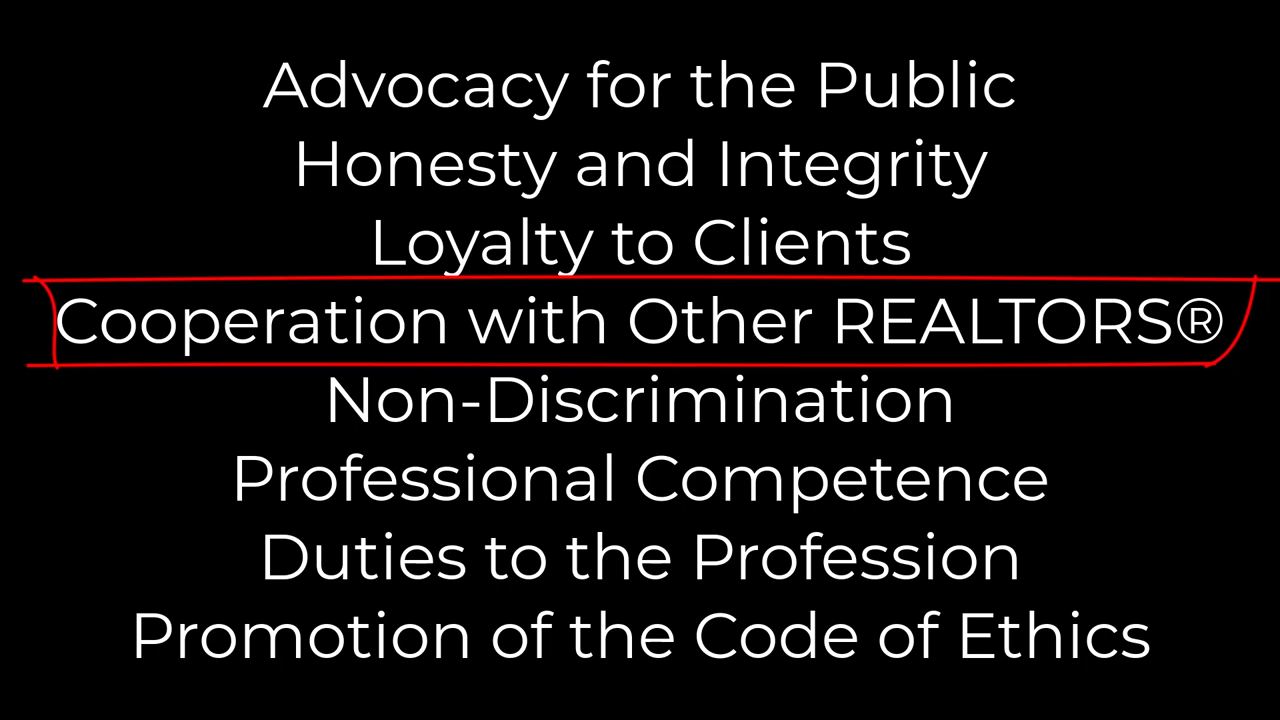 Advocacy for the Public
Honesty and Integrity
Loyalty to Clients
Cooperation with Other REALTORS®
Non-Discrimination
Professional Competence
Duties to the Profession
Promotion of the Code of Ethics